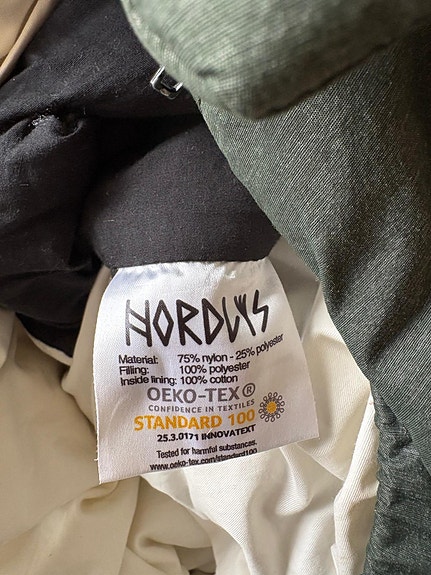 NORDLYS
Material: 75% nylon - 25% polyester
Filling: 100% polyester
Inside lining: 100% cotton
OEKO-TEX®
CONFIDENCE IN TEXTILES
STANDARD 100
25.3.0171 INNOVATEXT
Tested for harmful substances.
www.oeko-tex.com/standard100